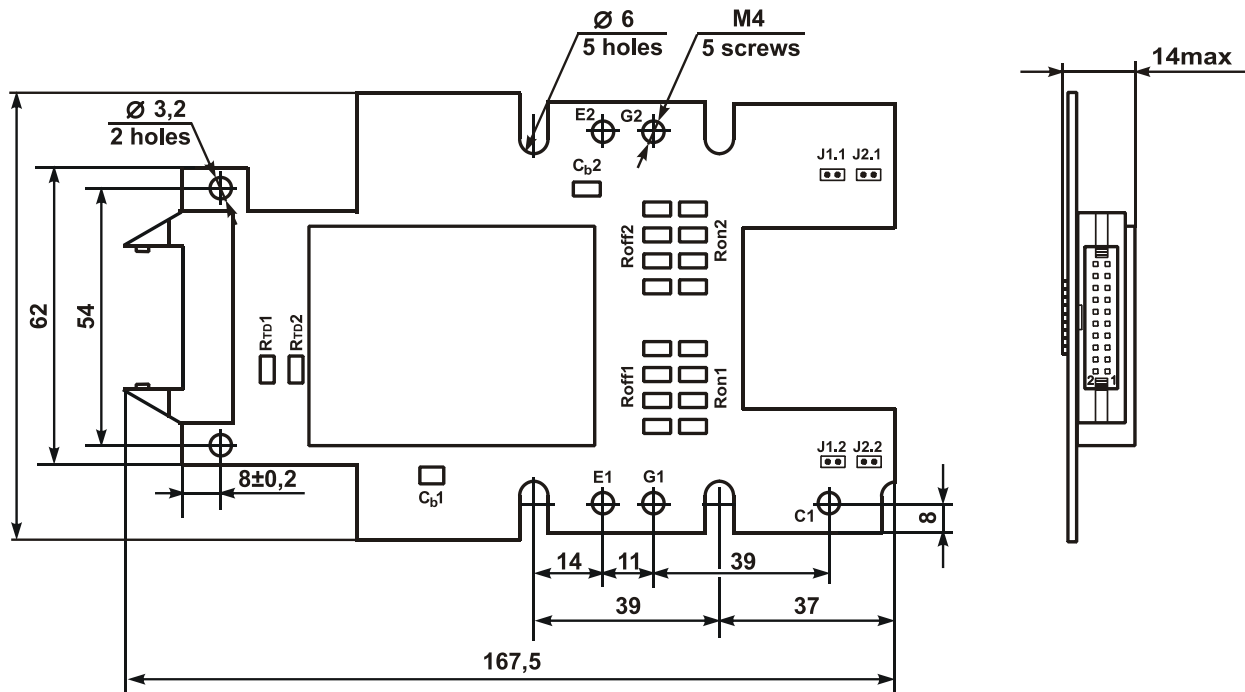 Ø 6
5 holes
M4
5 screws
14max
Ø 3,2
2 holes
E2
G2
J1.1
J2.1
Cb2
Roff2
Ron2
62
54
RTD1
RTD2
Roff1
Ron1
2
1
J1.2
J2.2
8±0,2
Cb1
E1
G1
C1
8
14
11
39
39
37
167,5